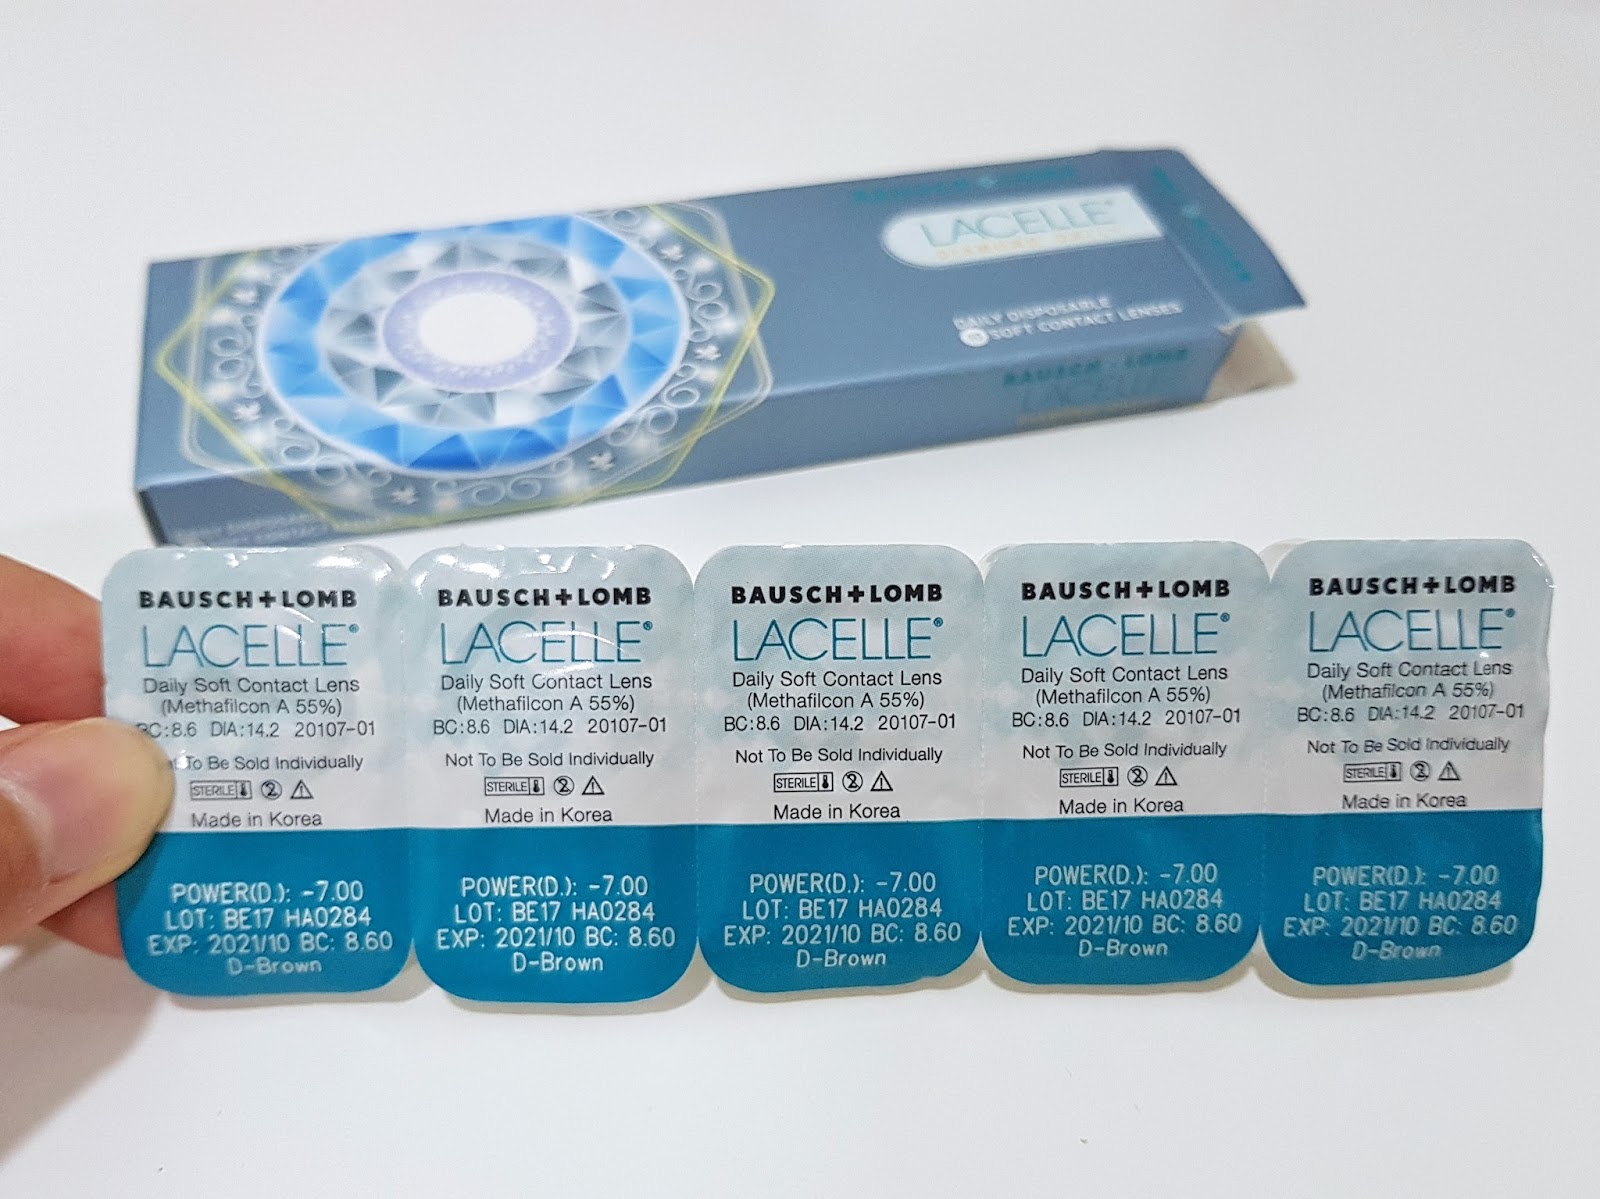 LACELLE®
DAILY DISPOSABLE
SOFT CONTACT LENSES
BAUSCH + LOMB
LACELLE
BAUSCH+LOMB
LACELLE®
Daily Soft Contact Lens
(Methafilcon A 55%)
BC:8.6 DIA:14.2 20107-01
To Be Sold Individually
STERILE
2
Made in Korea
POWER(D.): -7.00
LOT: BE17 HA0284
EXP: 2021/10 BC: 8.60
D-Brown
BAUSCH+LOMB
LACELLE®
Daily Soft Contact Lens
(Methafilcon A 55%)
BC:8.6 DIA:14.2 20107-01
Not To Be Sold Individually
STERILE
2
Made in Korea
POWER(D.): -7.00
LOT: BE17 HA0284
EXP: 2021/10 BC: 8.60
D-Brown
BAUSCH+LOMB
LACELLE®
Daily Soft Contact Lens
(Methafilcon A 55%)
BC:8.6 DIA:14.2 20107-01
Not To Be Sold Individually
STERILE
2
Made in Korea
POWER(D.): -7.00
LOT: BE17 HA0284
EXP: 2021/10 BC: 8.60
D-Brown
BAUSCH+LOMB
LACELLE®
Daily Soft Contact Lens
(Methafilcon A 55%)
BC:8.6 DIA:14.2 20107-01
Not To Be Sold Individually
STERILE
2
Made in Korea
POWER(D.): -7.00
LOT: BE17 HA0284
EXP: 2021/10 BC: 8.60
D-Brown
BAUSCH+LOMB
LACELLE®
Daily Soft Contact Lens
(Methafilcon A 55%)
BC:8.6 DIA:14.2 20107-01
Not To Be Sold Individually
STERILE
2
Made in Korea
POWER(D.): -7.00
LOT: BE17 HA0284
EXP: 2021/10 BC: 8.60
D-Brown